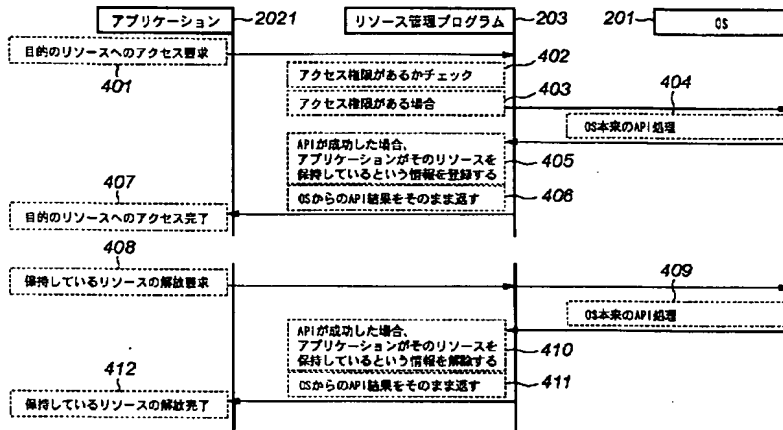 アプリケーション
2021
リソース管理プログラム
203
201
OS
目的のリソースへのアクセス要求
401
アクセス権限があるかチェック
402
アクセス権限がある場合
403
404
OS本来のAPI処理
APIが成功した場合、
アプリケーションがそのリソースを
保持しているという情報を登録する
405
OSからのAPI結果をそのまま返す
406
407
目的のリソースへのアクセス完了
408
保持しているリソースの解放要求
409
OS本来のAPI処理
APIが成功した場合、
アプリケーションがそのリソースを
保持しているという情報を解除する
410
OSからのAPI結果をそのまま返す
411
412
保持しているリソースの解放完了